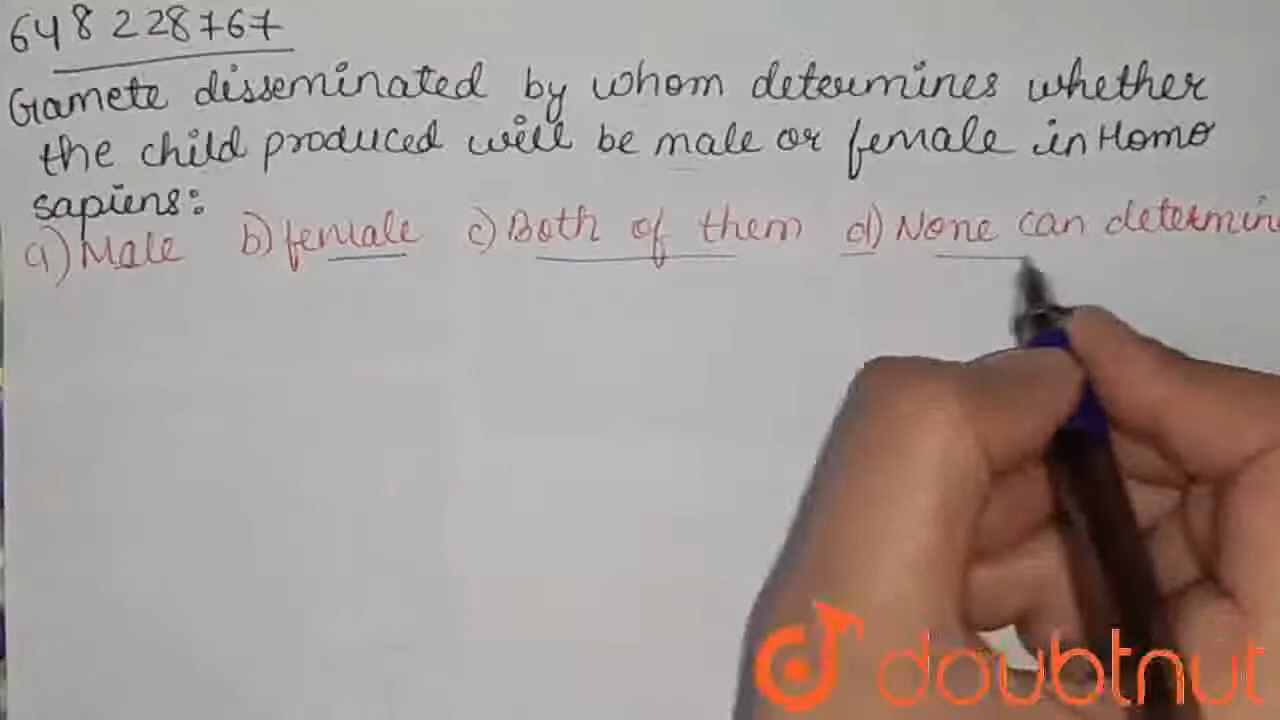 648228767
Gamete disseminated by whom determines whether
the child produced will be male or female in Homo
sapiens:
a) Male b) female c) Both of them d) None can determin
doubtnut